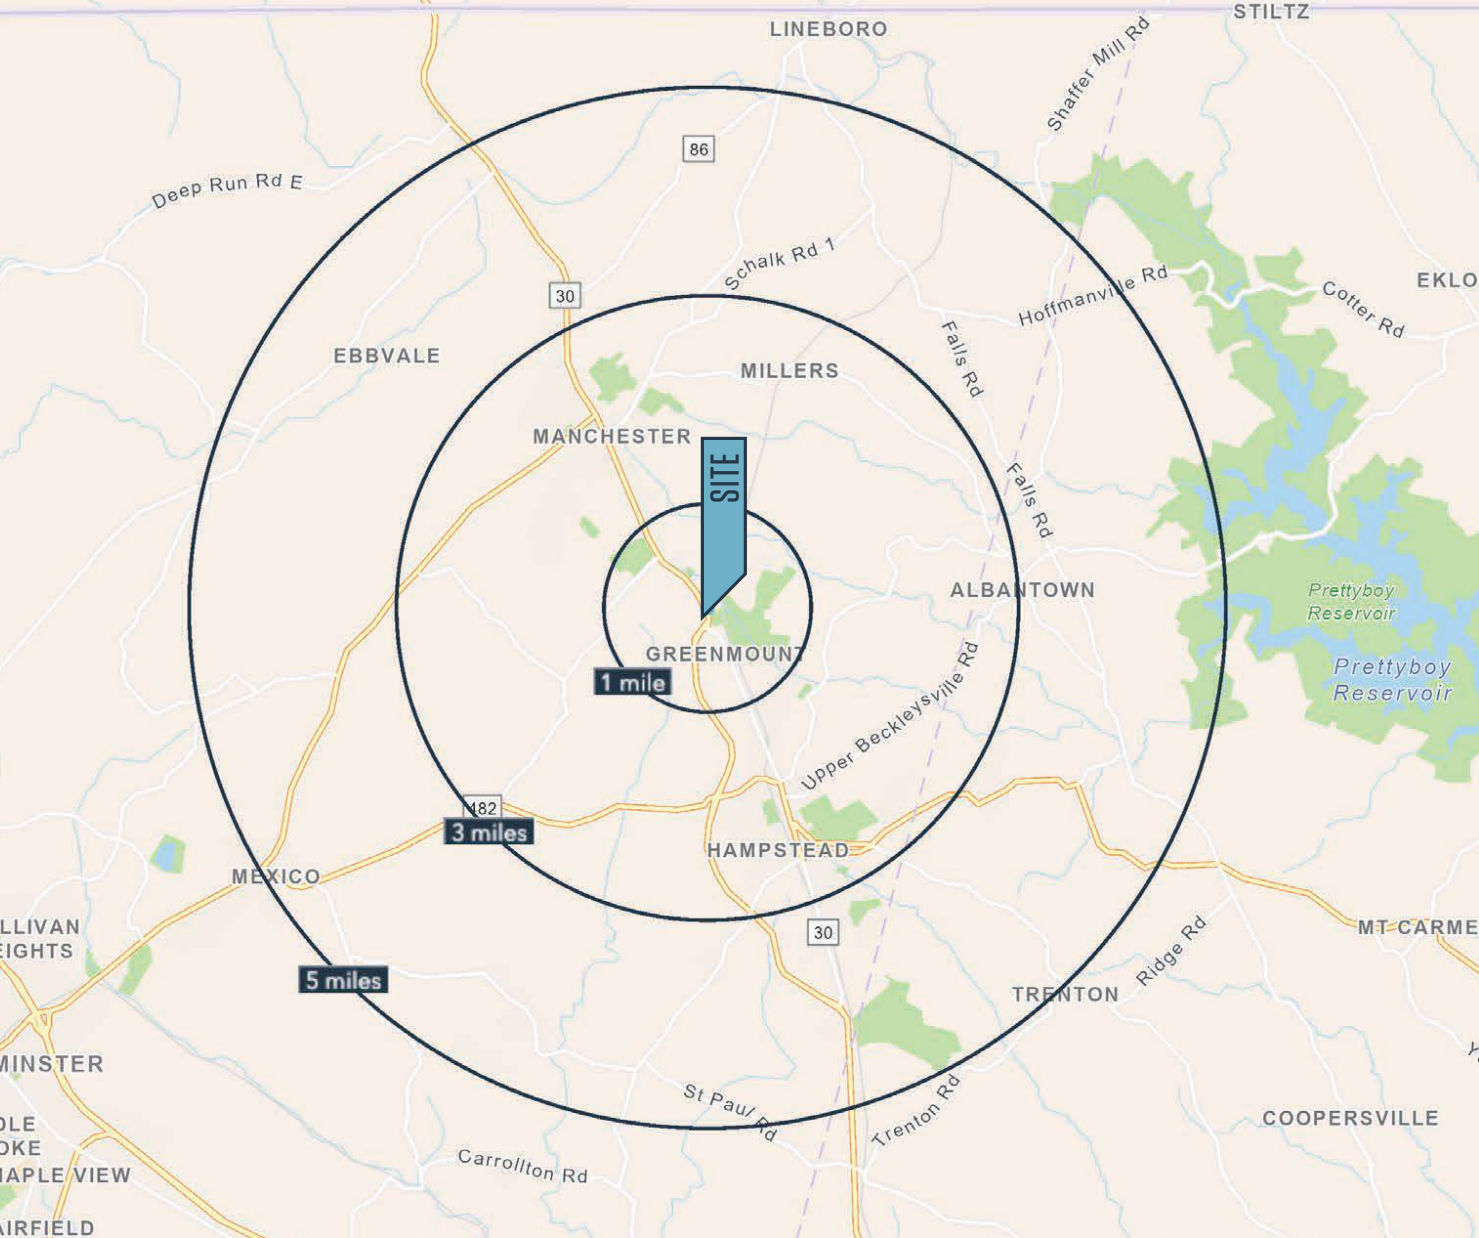 STILTZ
LINEBORO
Shaffer Mill Rd
86
Deep Run Rd E
Schalk Rd 1
Hoffmanville Rd
EKLO
30
Cotter Rd
EBBVALE
Falls Rd
MILLERS
MANCHESTER
SITE
Falls Rd
ALBANTOWN
Prettyboy
Reservoir
GREENMOUNT
Prettyboy
Reservoir
1 mile
Upper Beckleysville Rd
482
3 miles
HAMPSTEAD
MEXICO
LLIVAN
EIGHTS
30
MT CARME
Ridge Rd
5 miles
TRENTON
MINSTER
St Paul Rd
Trenton Rd
COOPERSVILLE
OLE
OKE
Carrollton Rd
APLE VIEW
AIRFIELD